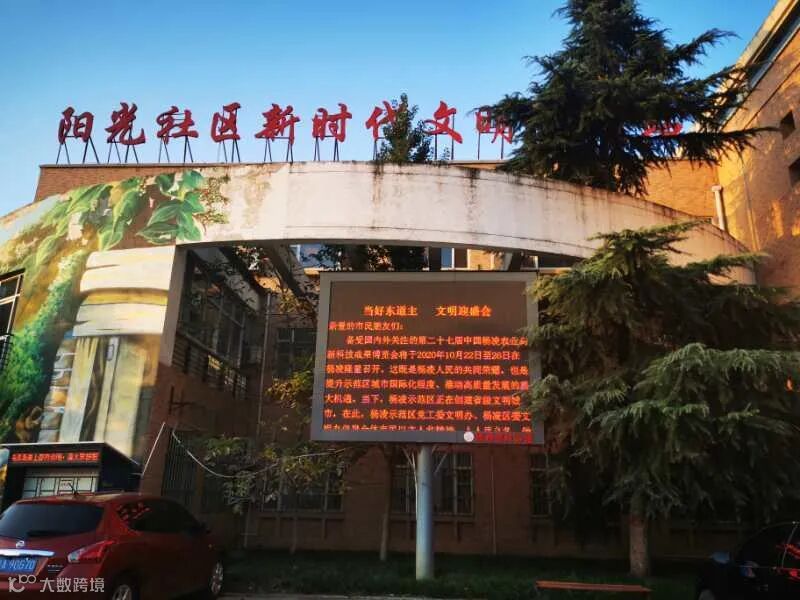 阳光社区新时代文明
当好东道主 文明迎盛会
亲爱的市民朋友们:
备受国内外关注的第二十七届中国杨凌农业高
新科技成果博览会将于2020年10月22日至26日在
杨凌隆重召开。这既是杨凌人民的共同荣耀,也是
提升示范区城市国际化程度、推动高质量发展的重
大机遇。当下,杨凌示范区正在创建省级文明城
市,在此,杨凌示范区党工委文明办、杨凌区委文
大数跨境